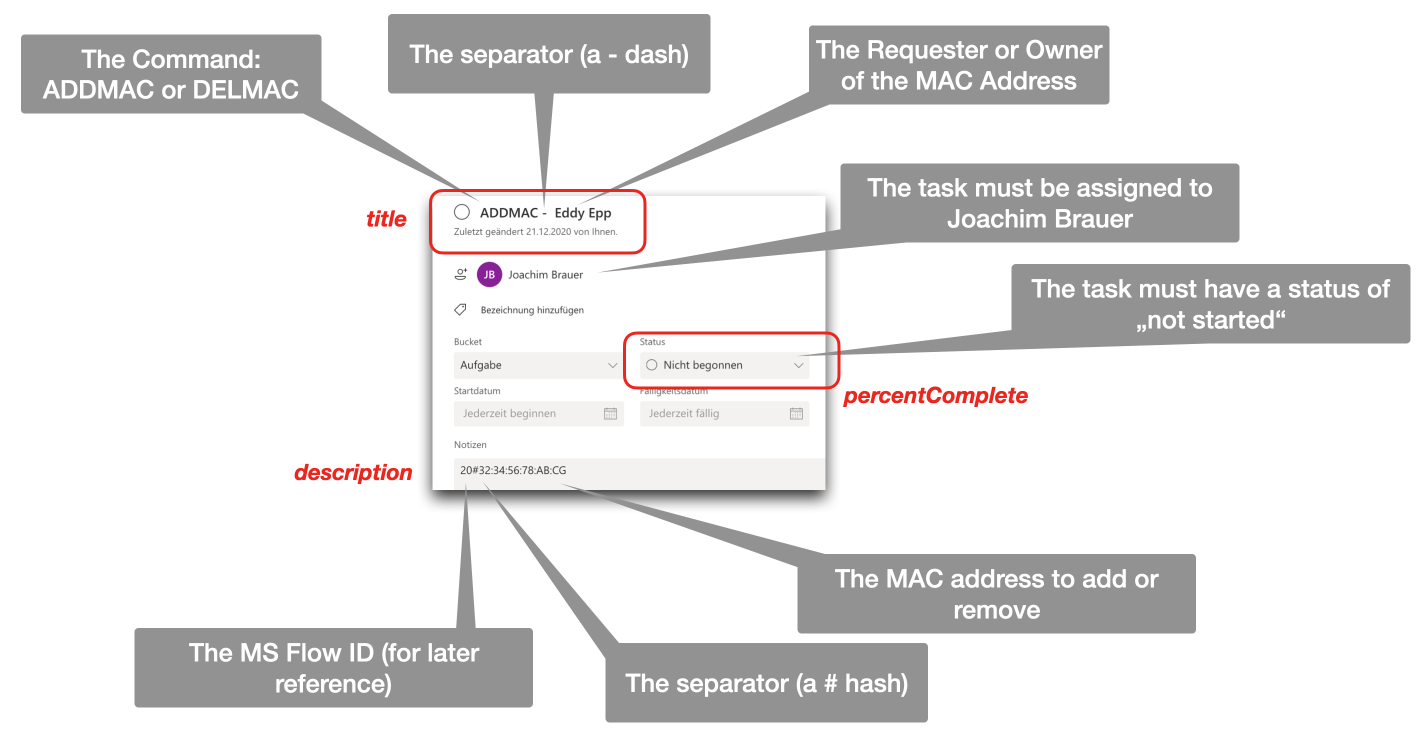 The Command:
ADDMAC or DELMAC
The separator (a - dash)
The Requester or Owner
of the MAC Address
The task must be assigned to
Joachim Brauer
title
ADDMAC - Eddy Epp
Zuletzt geändert 21.12.2020 von Ihnen.
JB Joachim Brauer
The task must have a status of
„not started“
Bezeichnung hinzufügen
Bucket
Status
Aufgabe
Nicht begonnen
percentComplete
Startdatum
Fälligkeitsdatum
Jederzeit beginnen
Jederzeit fällig
Notizen
description
20#32:34:56:78:AB:CG
The MAC address to add or
remove
The MS Flow ID (for later
reference)
The separator (a # hash)